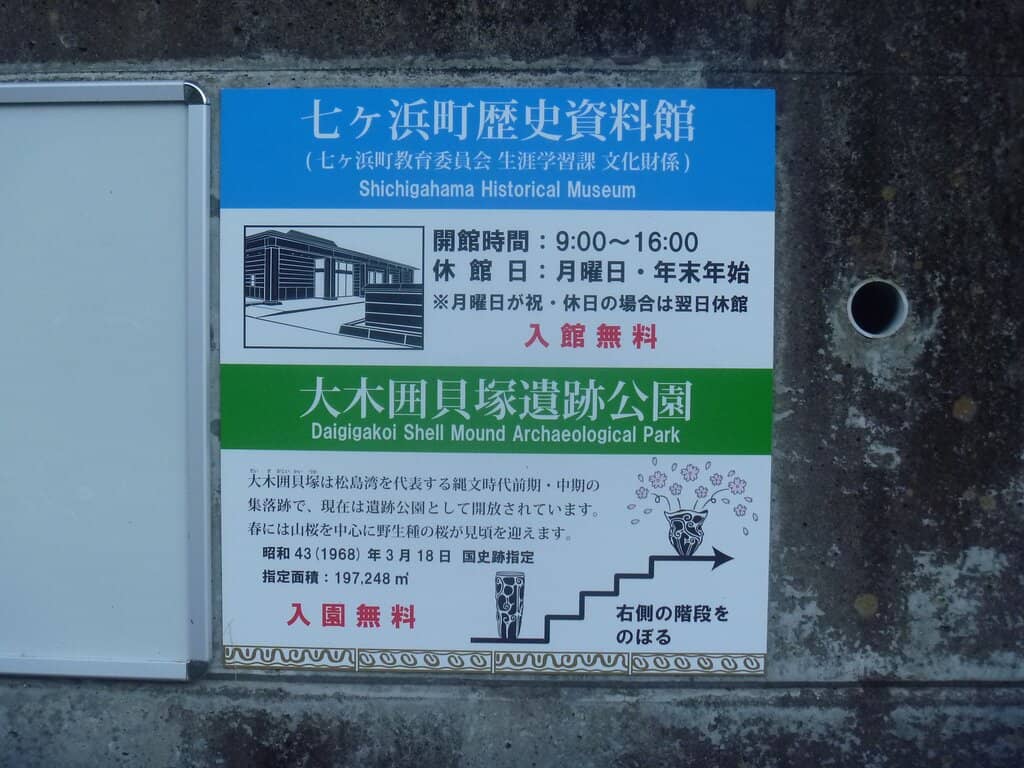 七ヶ浜町歴史資料館
(七ヶ浜町教育委員会 生涯学習課 文化財係)
Shichigahama Historical Museum
開館時間：9:00～16:00
休館日：月曜日・年末年始
※月曜日が祝・休日の場合は翌日休館
入館無料
大木囲貝塚遺跡公園
Daigigakoi Shell Mound Archaeological Park
大木囲貝塚は松島湾を代表する縄文時代前期・中期の
集落跡で、現在は遺跡公園として開放されています。
春には山桜を中心に野生種の桜が見頃を迎えます。
昭和43(1968)年3月18日 国史跡指定
指定面積：197,248㎡
入園無料
右側の階段を
のぼる